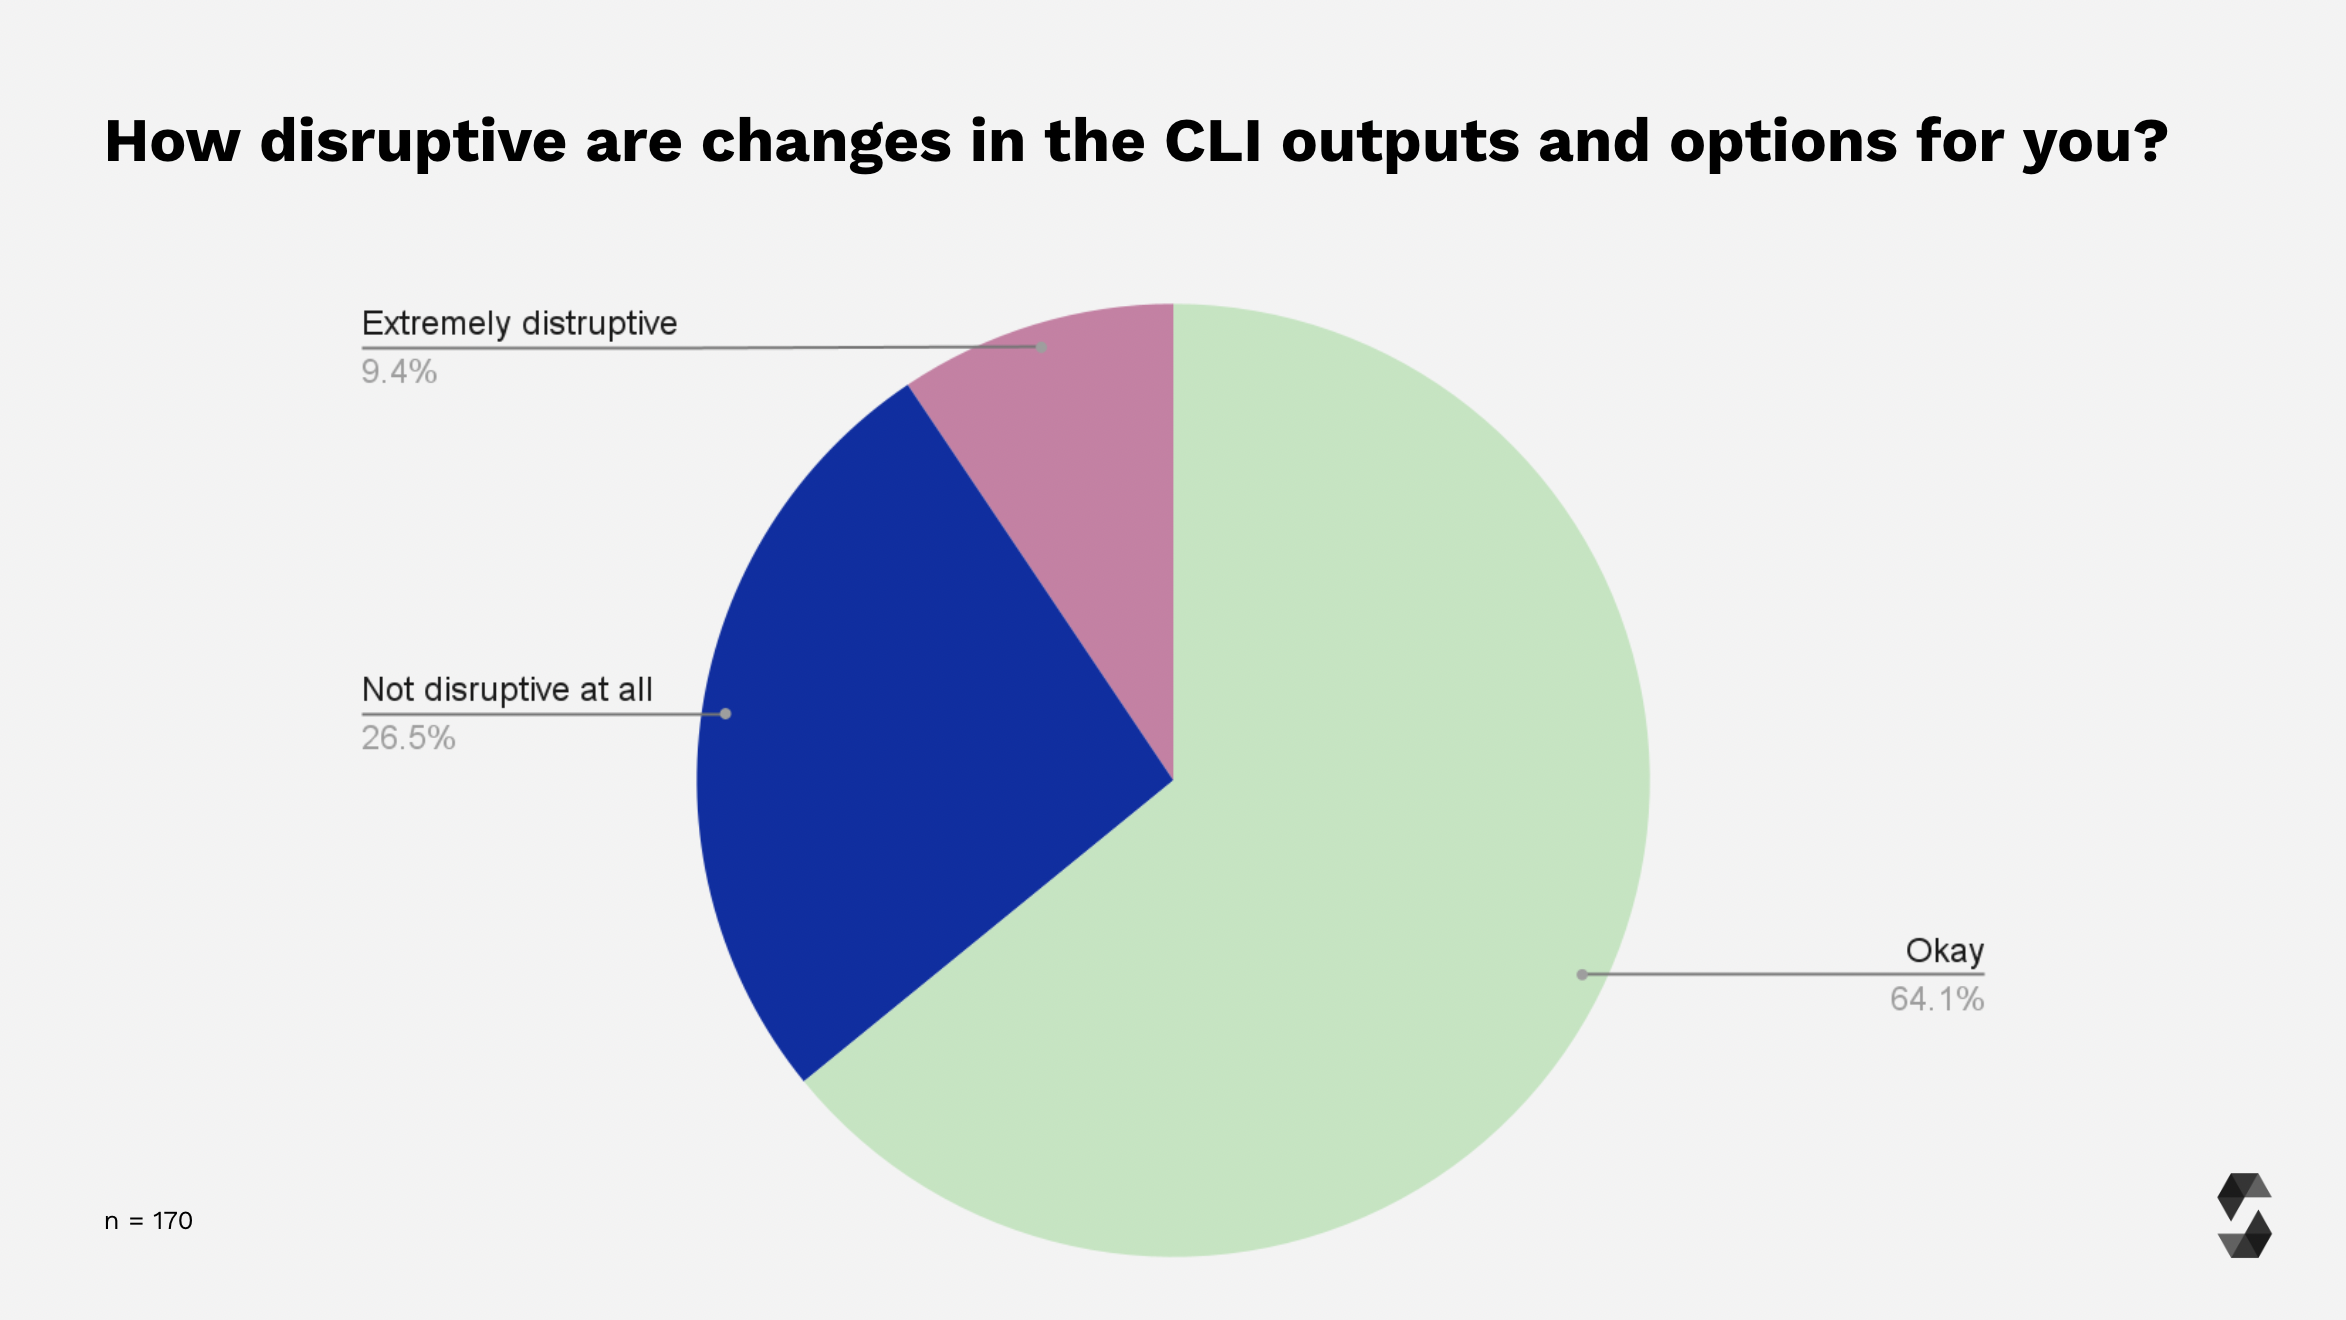 How disruptive are changes in the CLI outputs and options for you?
Extremely distruptive
9.4%
Not disruptive at all
26.5%
Okay
64.1%
n = 170